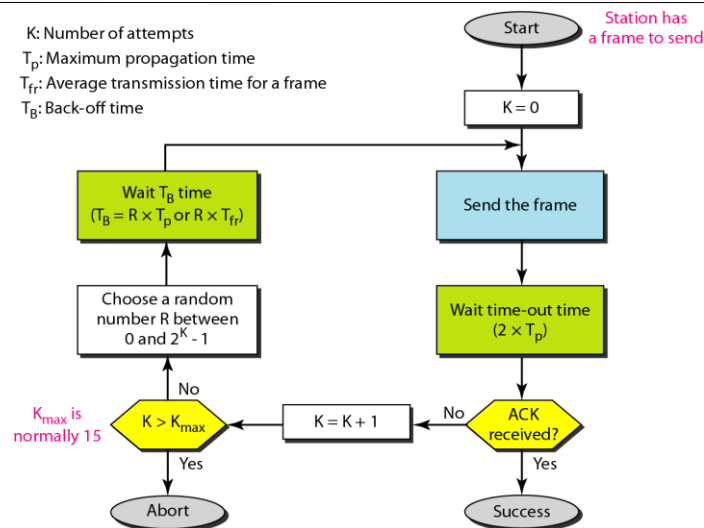 K: Number of attempts
Tp: Maximum propagation time
Tfr: Average transmission time for a frame
TB: Back-off time
Start
Station has
a frame to send
K = 0
Wait TB time
(TB = R × Tp or R × Tfr)
Send the frame
Choose a random
number R between
0 and 2^K - 1
Wait time-out time
(2 × Tp)
No
Kmax is
normally 15
K > Kmax
K = K + 1
No
ACK
received?
Yes
Yes
Abort
Success